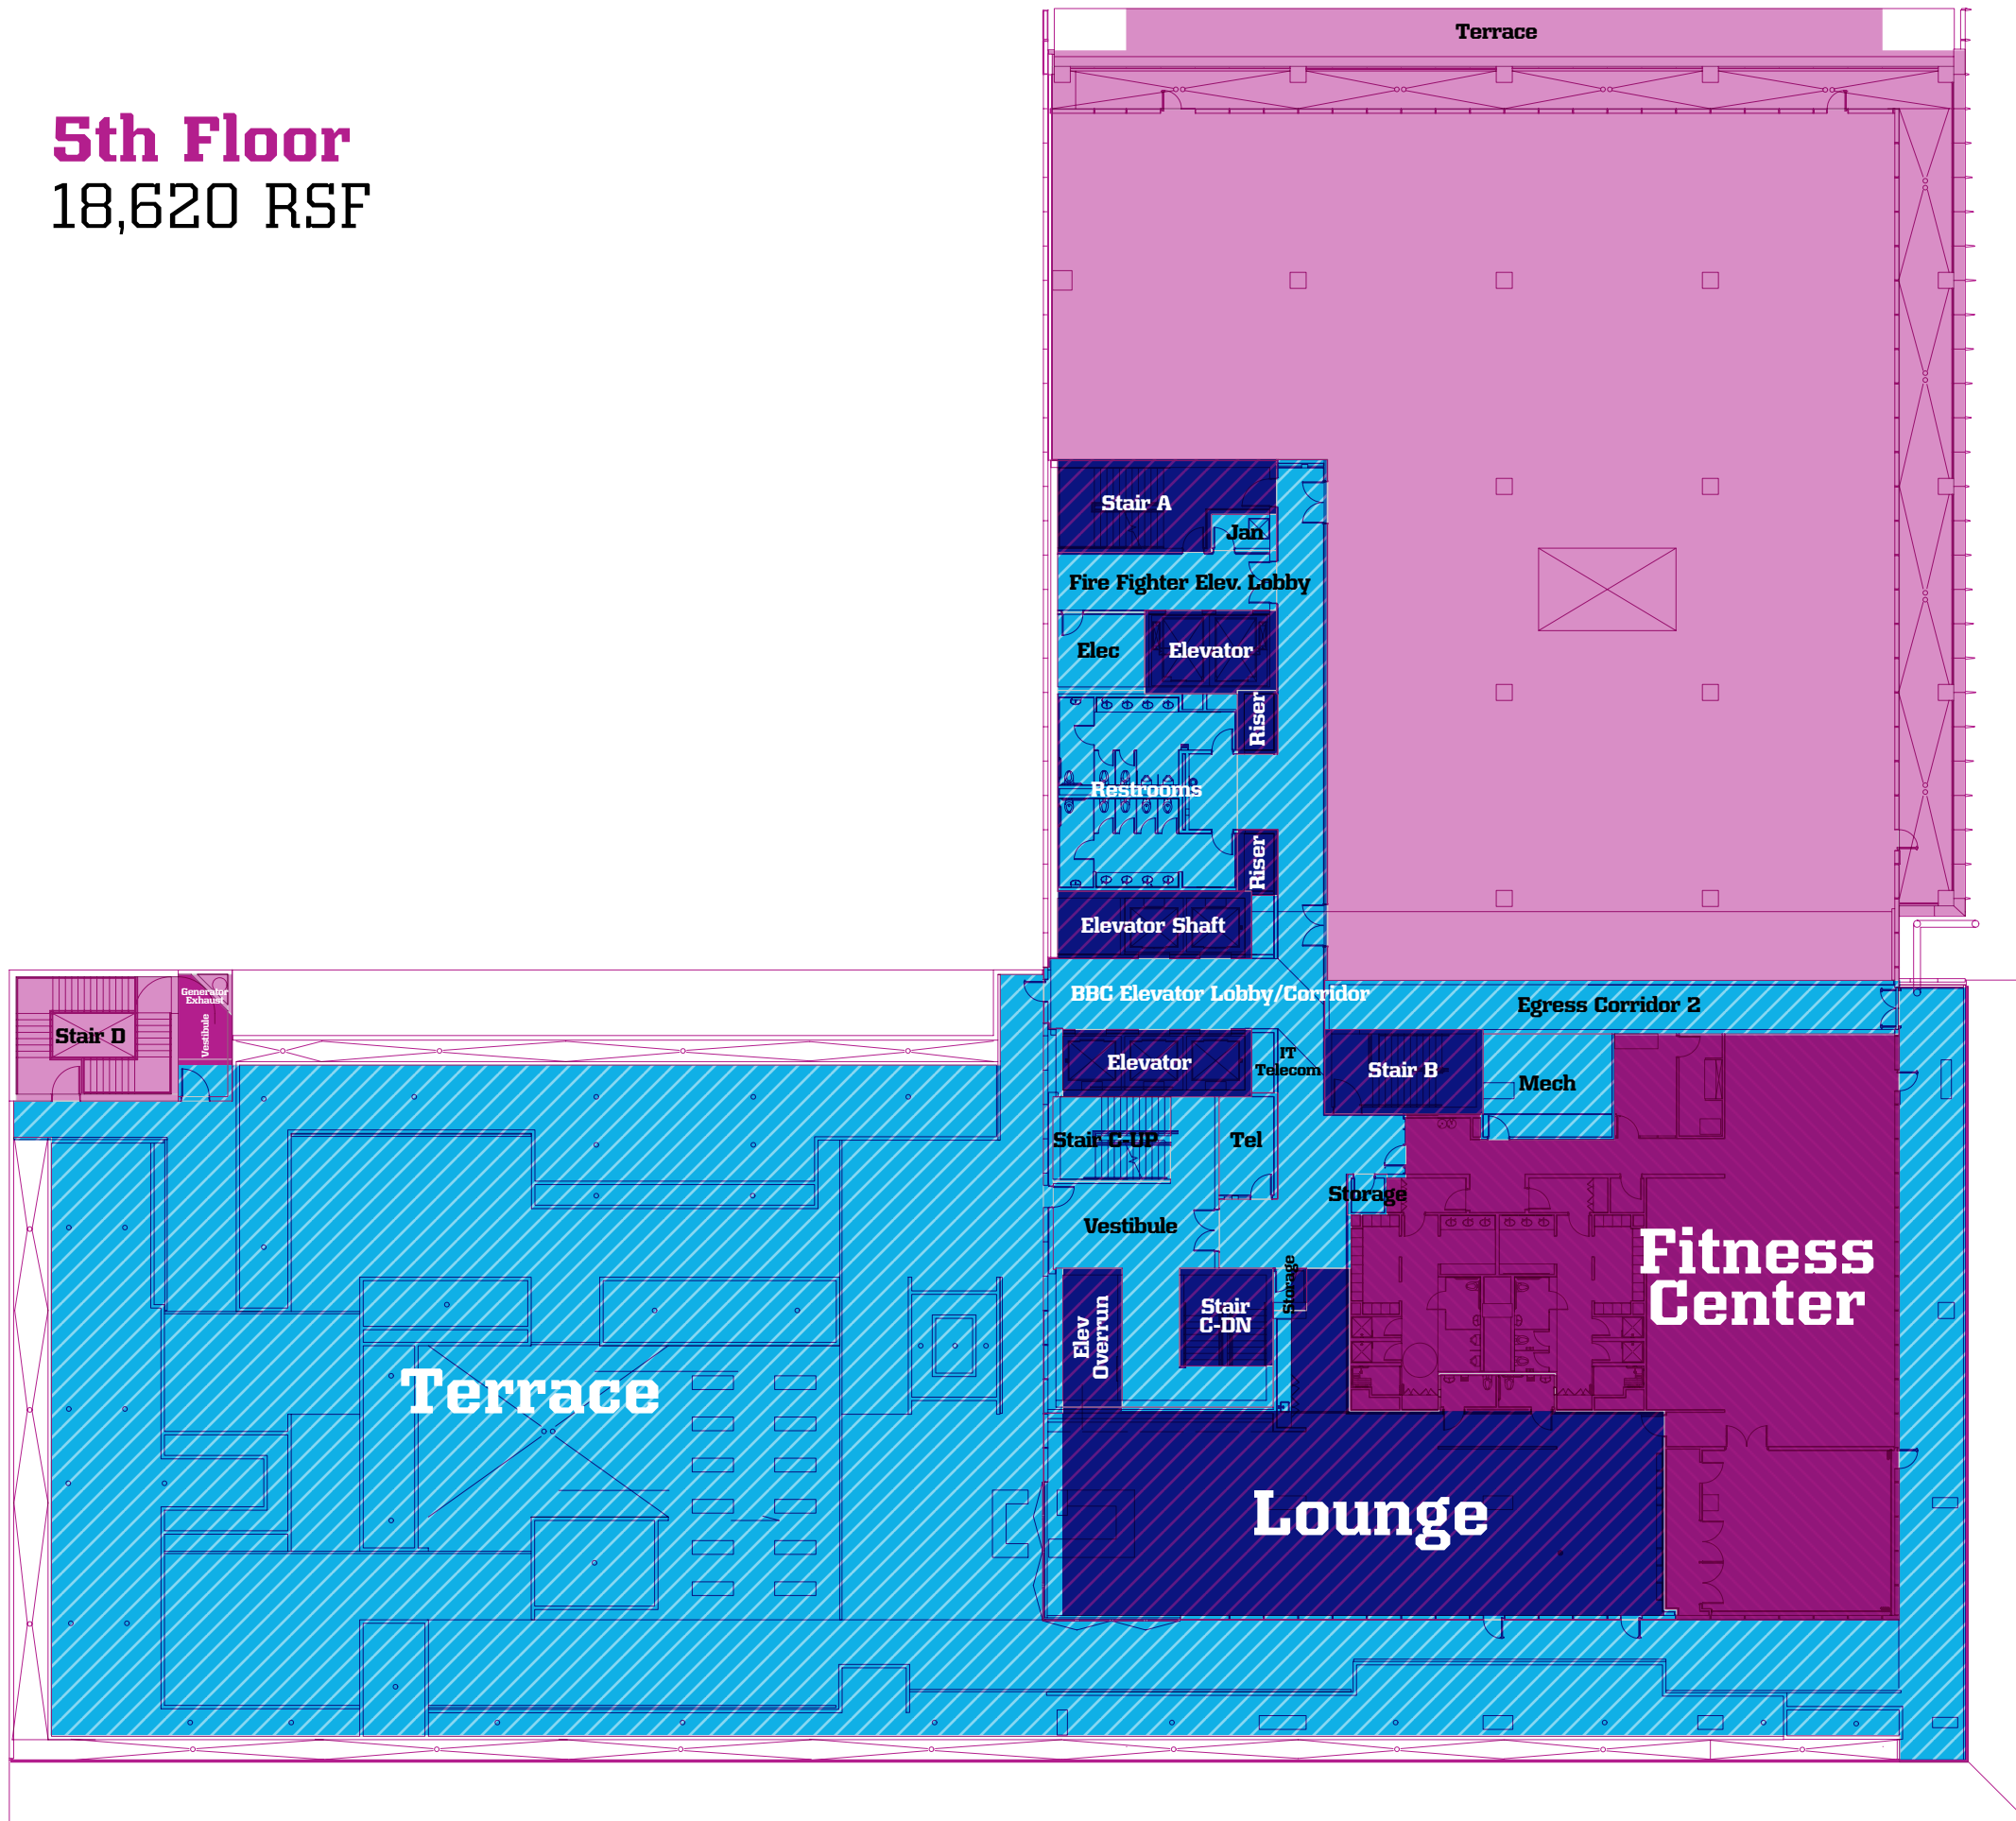 Terrace
5th Floor
18,620 RSF
Stair A
Jan
Fire Fighter Elev. Lobby
Elec
Elevator
Riser
Restrooms
Riser
Elevator Shaft
BBC Elevator Lobby/Corridor
Egress Corridor 2
Generator
Exhaust
Vestibule
Stair D
Elevator
IT
Telecom
Stair B
Mech
Stair C-UP
Tel
Storage
Vestibule
Fitness
Center
Storage
Elev
Overrun
Stair
C-DN
Terrace
Lounge